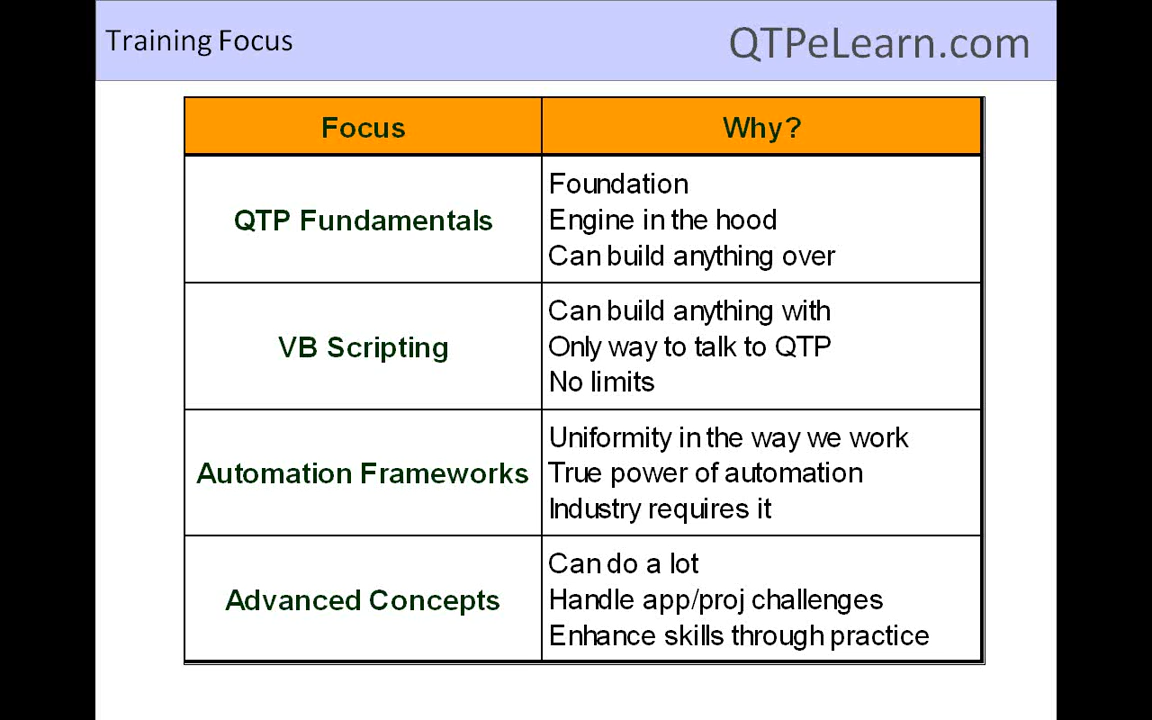 Training Focus
QTPeLearn.com
Focus
Why?
QTP Fundamentals
Foundation
Engine in the hood
Can build anything over
VB Scripting
Can build anything with
Only way to talk to QTP
No limits
Automation Frameworks
Uniformity in the way we work
True power of automation
Industry requires it
Advanced Concepts
Can do a lot
Handle app/proj challenges
Enhance skills through practice